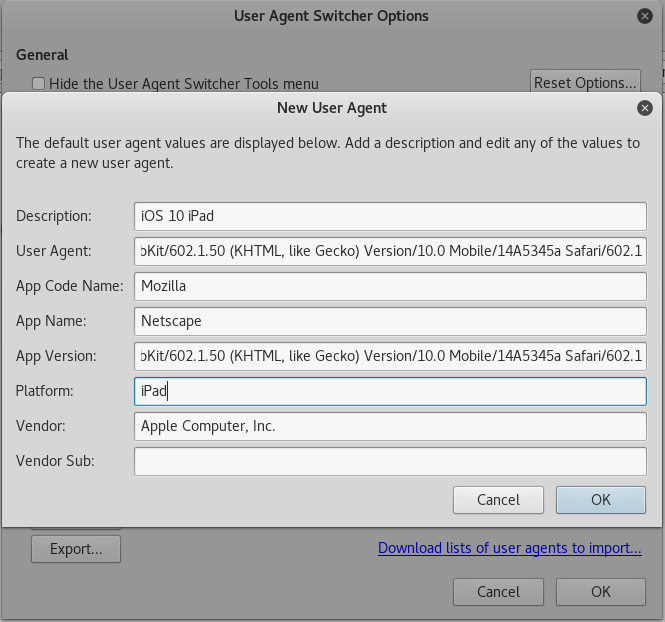 User Agent Switcher Options
General
Hide the User Agent Switcher Tools menu
Reset Options...
New User Agent
The default user agent values are displayed below. Add a description and edit any of the values to
create a new user agent.
Description: iOS 10 iPad
User Agent: bKit/602.1.50 (KHTML, like Gecko) Version/10.0 Mobile/14A5345a Safari/602.1
App Code Name: Mozilla
App Name: Netscape
App Version: bKit/602.1.50 (KHTML, like Gecko) Version/10.0 Mobile/14A5345a Safari/602.1
Platform: iPad
Vendor: Apple Computer, Inc.
Vendor Sub:
Cancel OK
Export... Download lists of user agents to import...
Cancel OK